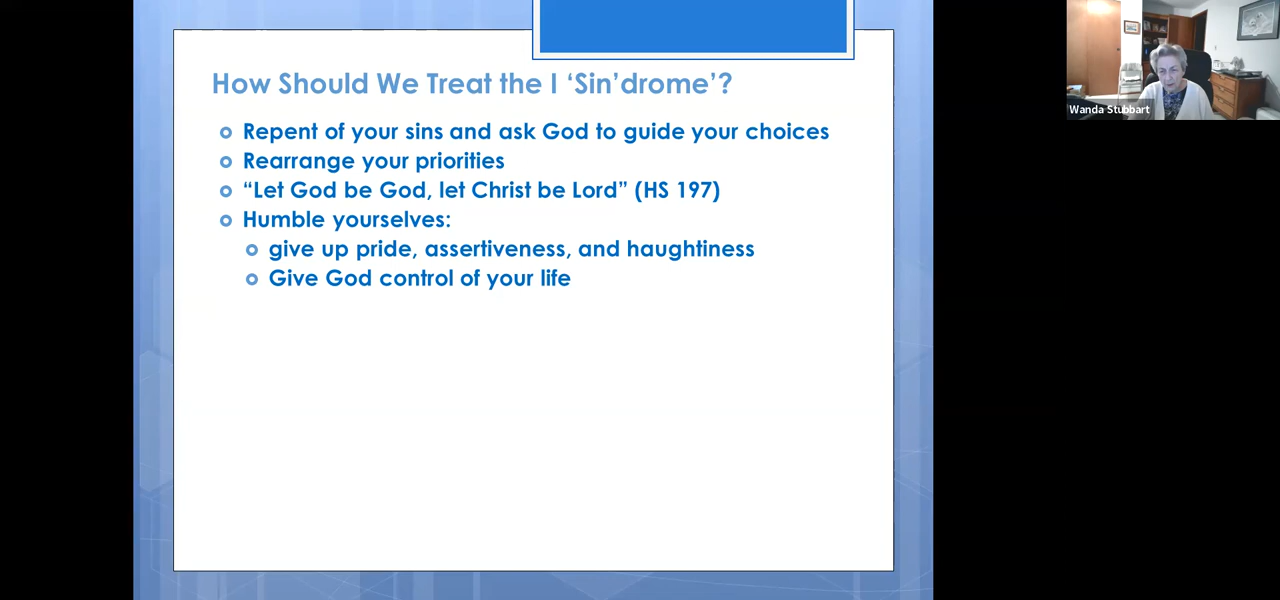 How Should We Treat the I ‘Sin’drome’?
Repent of your sins and ask God to guide your choices
Rearrange your priorities
“Let God be God, let Christ be Lord” (HS 197)
Humble yourselves:
give up pride, assertiveness, and haughtiness
Give God control of your life
Wanda Stubbart